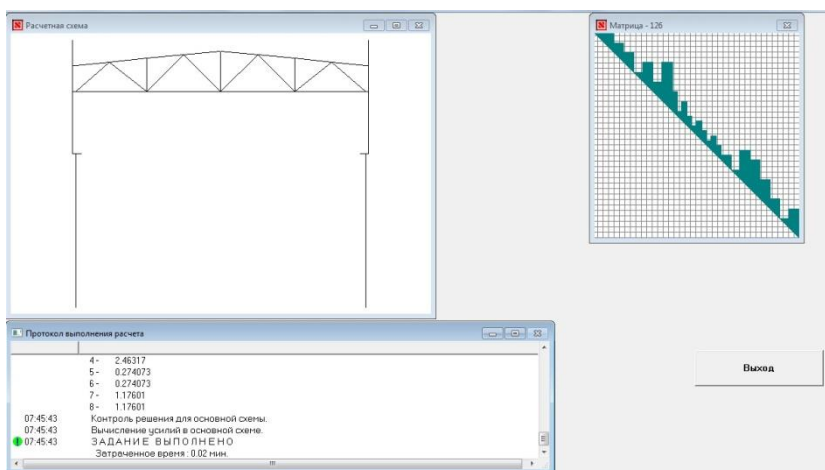 Расчетная схема
Матрица - 126
Протокол выполнения расчета
4 - 2.46317
5 - 0.274073
6 - 0.274073
7 - 1.17601
8 - 1.17601
07:45:43 Контроль решения для основной схемы.
07:45:43 Вычисление усилий в основной схеме.
07:45:43 ЗАДАНИЕ ВЫПОЛНЕНО
Затраченное время : 0.02 мин.
Выход